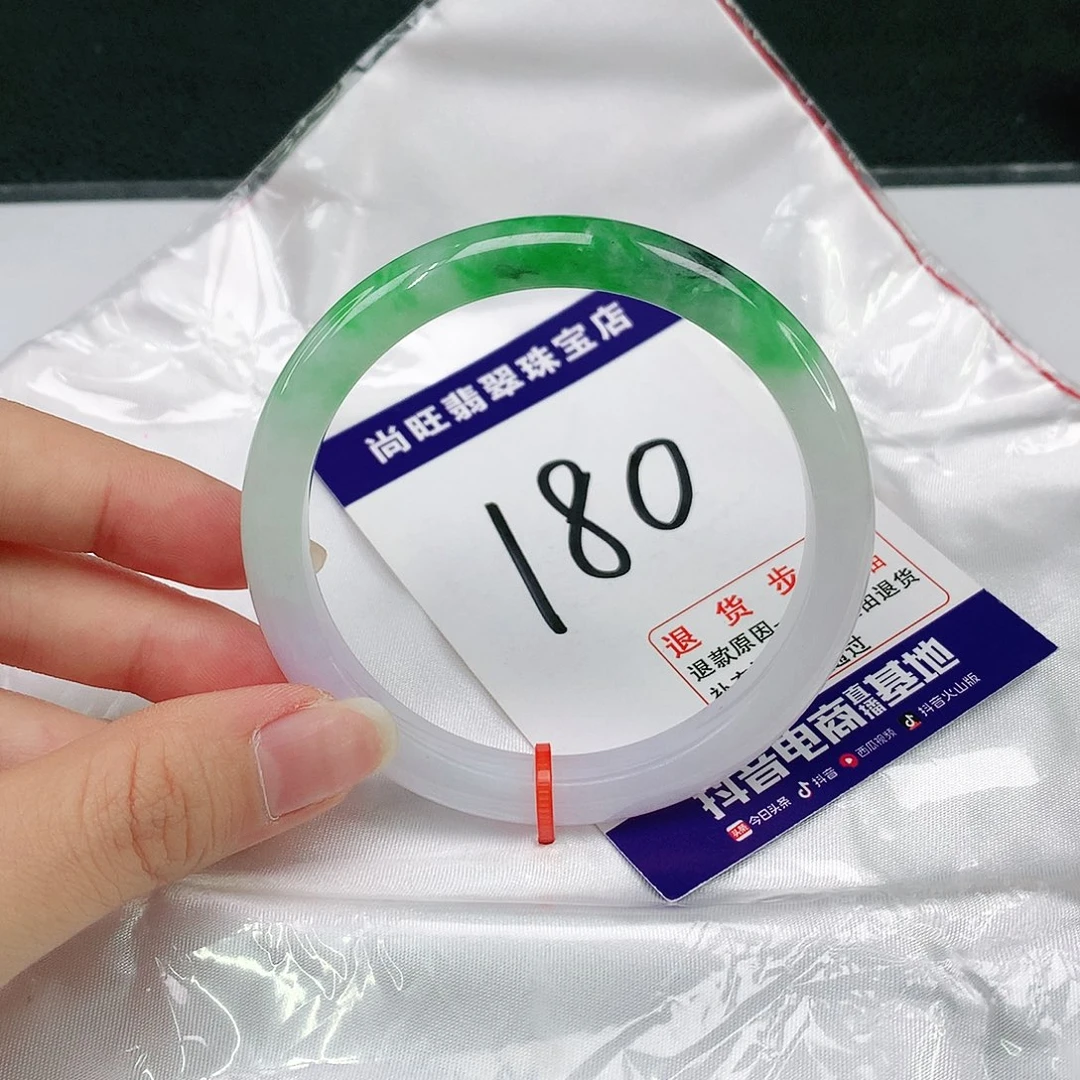 尚旺翡翠珠宝店
180
退货步
退款原因
由退货
抖音电商直播基地
今日头条 抖音 西瓜视频 抖音火山版